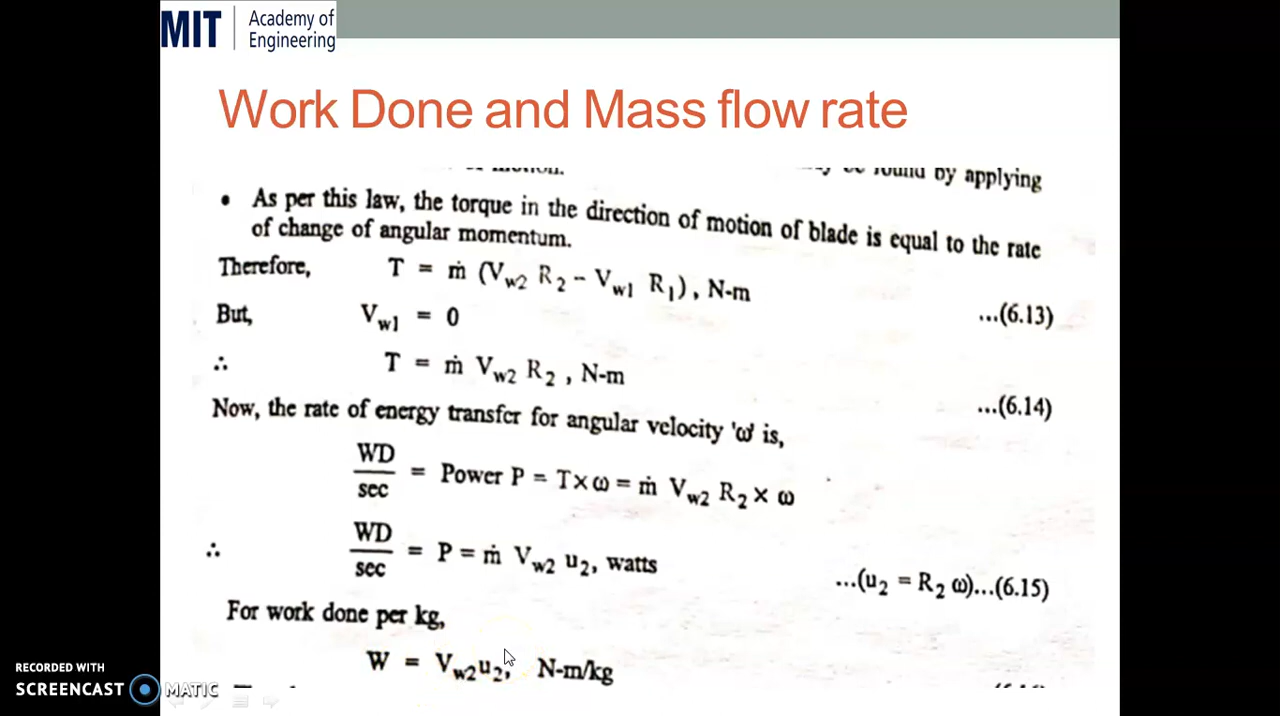 MIT Academy of Engineering
Work Done and Mass flow rate
found by applying
• As per this law, the torque in the direction of motion of blade is equal to the rate
of change of angular momentum.
Therefore, T = ṁ (Vw2 R2 – Vw1 R1), N-m ...(6.13)
But, Vw1 = 0
∴ T = ṁ Vw2 R2 , N-m ...(6.14)
Now, the rate of energy transfer for angular velocity 'ω' is,
WD/sec = Power P = T×ω = ṁ Vw2 R2 × ω
∴ WD/sec = P = ṁ Vw2 u2, watts ...(u2 = R2 ω)...(6.15)
For work done per kg,
W = Vw2u2, N-m/kg
RECORDED WITH
SCREENCAST MATIC